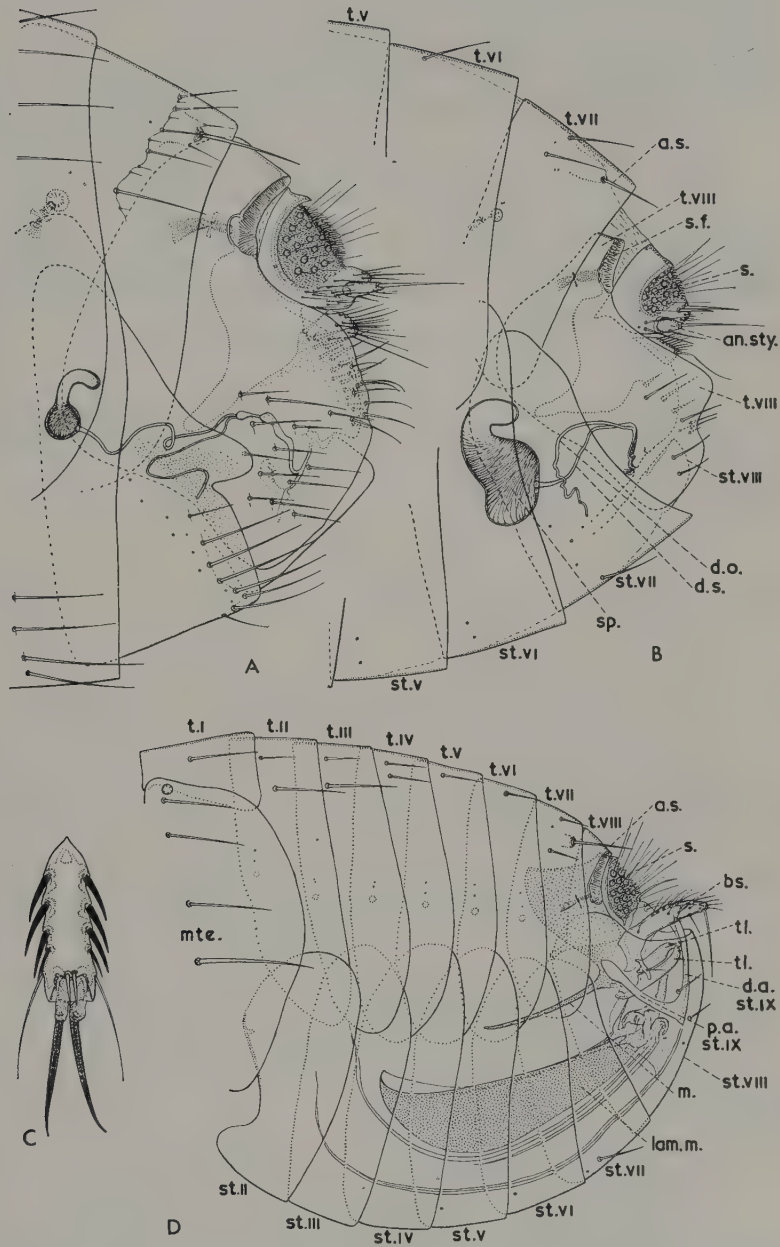 t.V
t.VI
t.VII
a.s.
t.VIII
s.f.
s.
an.sty.
t.VIII
st.VIII
d.o.
d.s.
st.VII
sp.
st.VI
st.V
A
B
t.I
t.II
t.III
t.IV
t.V
t.VI
t.VII
t.VIII
a.s.
s.
bs.
ti.
ti.
d.a.
st.IX
p.a.
st.IX
st.VIII
m.
lam.m.
st.VII
st.VI
st.V
st.IV
st.III
st.II
mte.
C
D